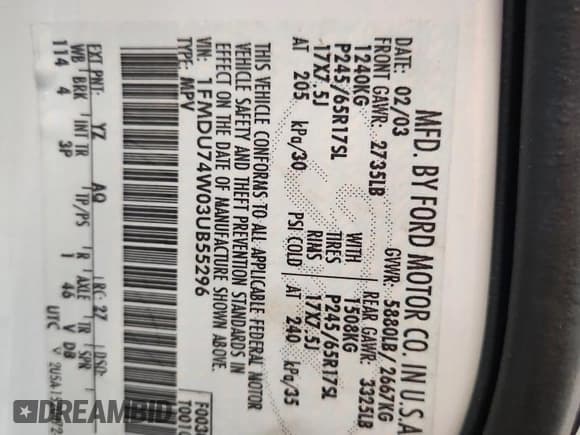 MFD. BY FORD MOTOR CO. IN U.S.A.
DATE: 02/03 GVWR: 5880LB/ 2667KG
FRONT GAWR: 2735LB REAR GAWR: 3325LB
1240KG WITH 1508KG
P245/65R17SL TIRES P245/65R17SL
17X7.5J RIMS 17X7.5J
AT 205 kPa/30 PSI COLD AT 240 kPa/35
THIS VEHICLE CONFORMS TO ALL APPLICABLE FEDERAL MOTOR
VEHICLE SAFETY AND THEFT PREVENTION STANDARDS IN
EFFECT ON THE DATE OF MANUFACTURE SHOWN ABOVE.
VIN: 1FMDU74W03UB55296
TYPE: MPV
EXT PNT: YZ AQ RC: 27 DSO:
WB BRK INT TR TP/PS R AXLE TR SPR
114 4 3P 1 46 V DB
UTC
DREAMBID